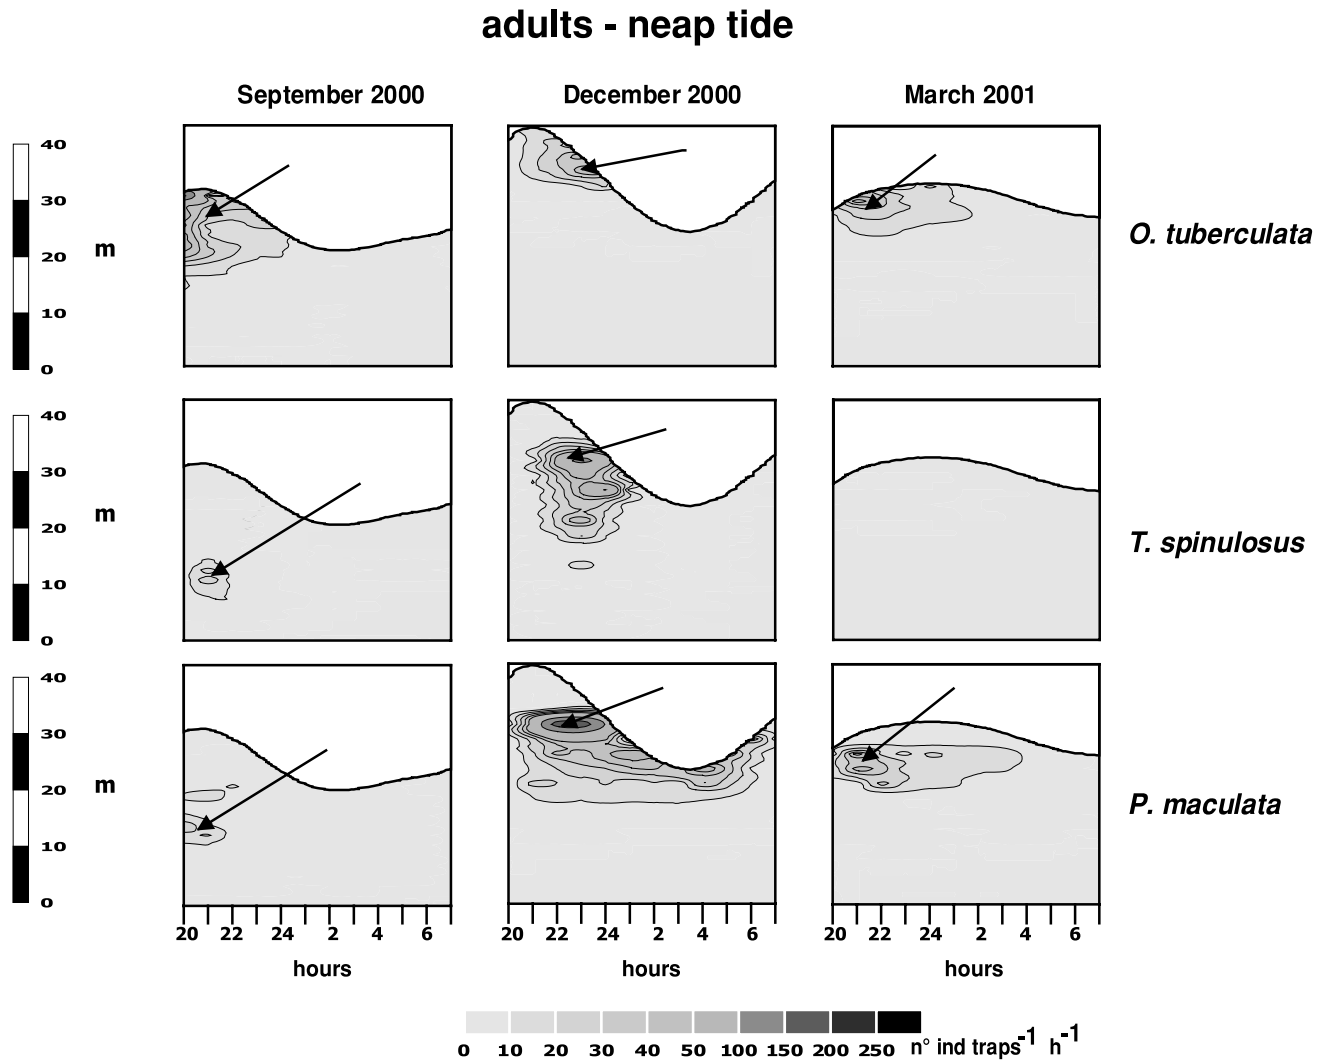 adults - neap tide
September 2000 December 2000 March 2001
40
30
20
10
0
m
O. tuberculata
40
30
20
10
0
m
T. spinulosus
40
30
20
10
0
m
P. maculata
20 22 24 2 4 6 20 22 24 2 4 6 20 22 24 2 4 6
hours hours hours
0 10 20 30 40 50 100 150 200 250 n° ind traps-1 h-1